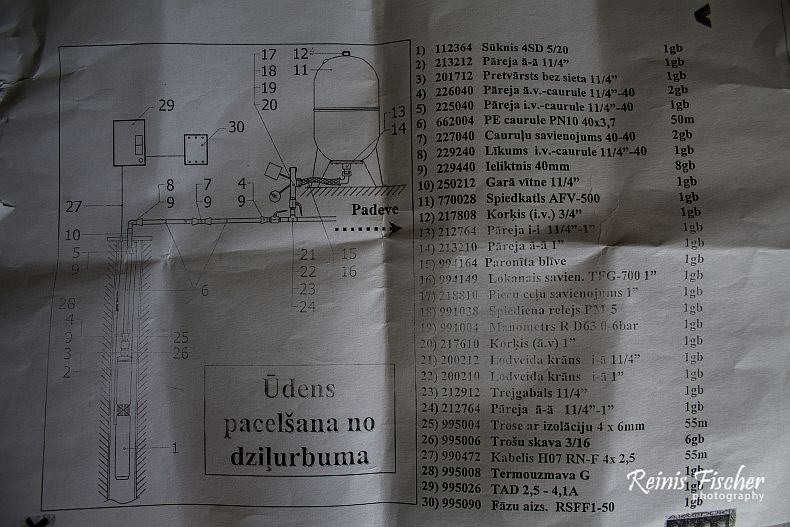 1) 112364 Sūknis 4SD 5/20 1gb
2) 213212 Pāreja ā-ā 11/4" 1gb
3) 201712 Pretvārsts bez sieta 11/4" 1gb
4) 226040 Pāreja ā.v.-caurule 11/4"-40 2gb
5) 225040 Pāreja i.v.-caurule 11/4"-40 1gb
6) 662004 PE caurule PN10 40x3,7 50m
7) 227040 Cauruļu savienojums 40-40 2gb
8) 229240 Līkums i.v.-caurule 11/4"-40 1gb
9) 229440 Ieliktnis 40mm 8gb
10) 250212 Garā vītne 11/4" 1gb
11) 770028 Spiedkatls AFV-500 1gb
12) 217808 Korķis (i.v.) 3/4" 1gb
13) 212764 Pāreja i-i 11/4"-1" 1gb
14) 213210 Pāreja ā-ā 1" 1gb
15) 994164 Paronīta blīve 1gb
16) 994149 Lokanais savien. TFG-700 1" 1gb
17) 218810 Piecu ceļu savienojums 1" 1gb
18) 991038 Spiediena relejs PM-5 1gb
19) 991004 Manometrs R D63 0-6bar 1gb
20) 217610 Korķis (ā.v) 1" 1gb
21) 200212 Lodveida krāns i-ā 11/4" 1gb
22) 200210 Lodveida krāns i-ā 1" 1gb
23) 212912 Trejgabals 11/4" 1gb
24) 212764 Pāreja ā-ā 11/4"-1" 1gb
25) 995004 Trose ar izolāciju 4 x 6mm 55m
26) 995006 Trošu skava 3/16 6gb
27) 990472 Kabelis H07 RN-F 4x 2,5 55m
28) 995008 Termouzmava G 1gb
29) 995026 TAD 2,5 - 4,1A 1gb
30) 995090 Fāzu aizs. RSFF1-50 1gb
17
18
19
20
12
11
13
14
29
30
8
9
7
9
4
9
27
10
5
9
6
28
4
9
3
2
25
26
1
21
22
23
24
15
16
Padeve
Ūdens
pacelšana no
dziļurbuma
Reinis Fischer
photography